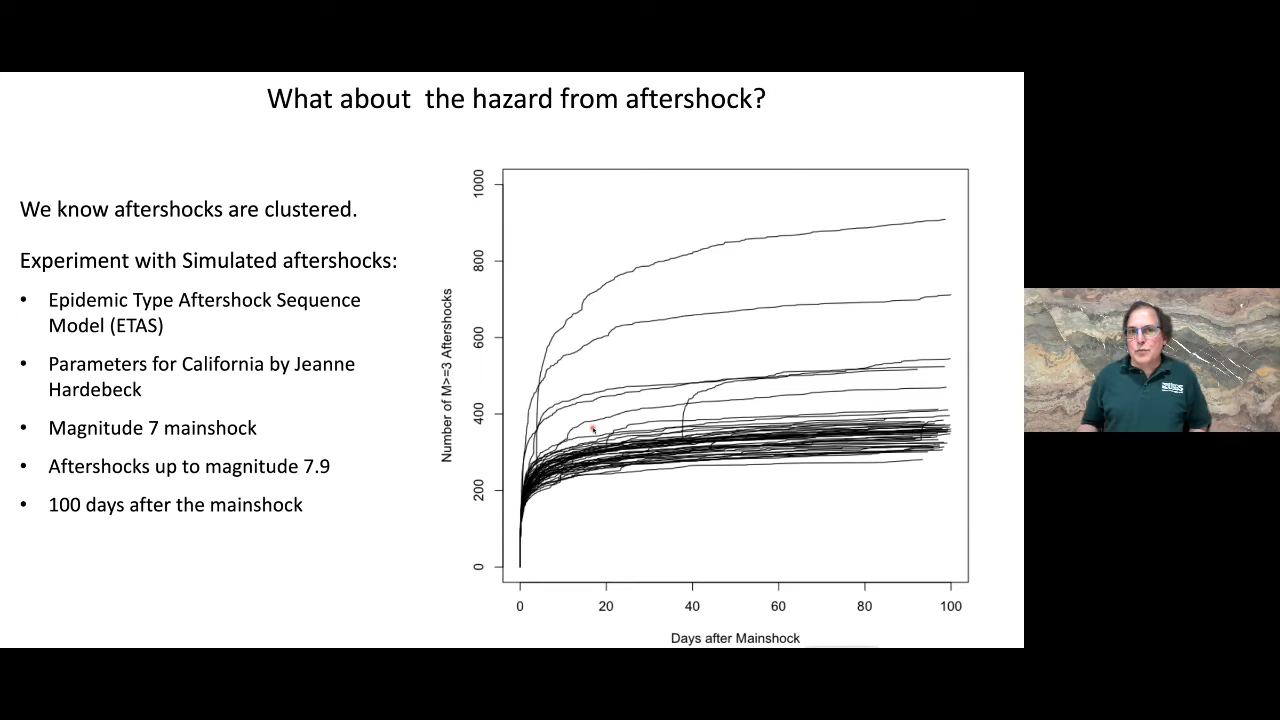 What about  the hazard from aftershock?
We know aftershocks are clustered.
Experiment with Simulated aftershocks:
• Epidemic Type Aftershock Sequence
Model (ETAS)
• Parameters for California by Jeanne
Hardebeck
• Magnitude 7 mainshock
• Aftershocks up to magnitude 7.9
• 100 days after the mainshock
Number of M>=3 Aftershocks
1000
800
600
400
200
0
0 20 40 60 80 100
Days after Mainshock
USGS